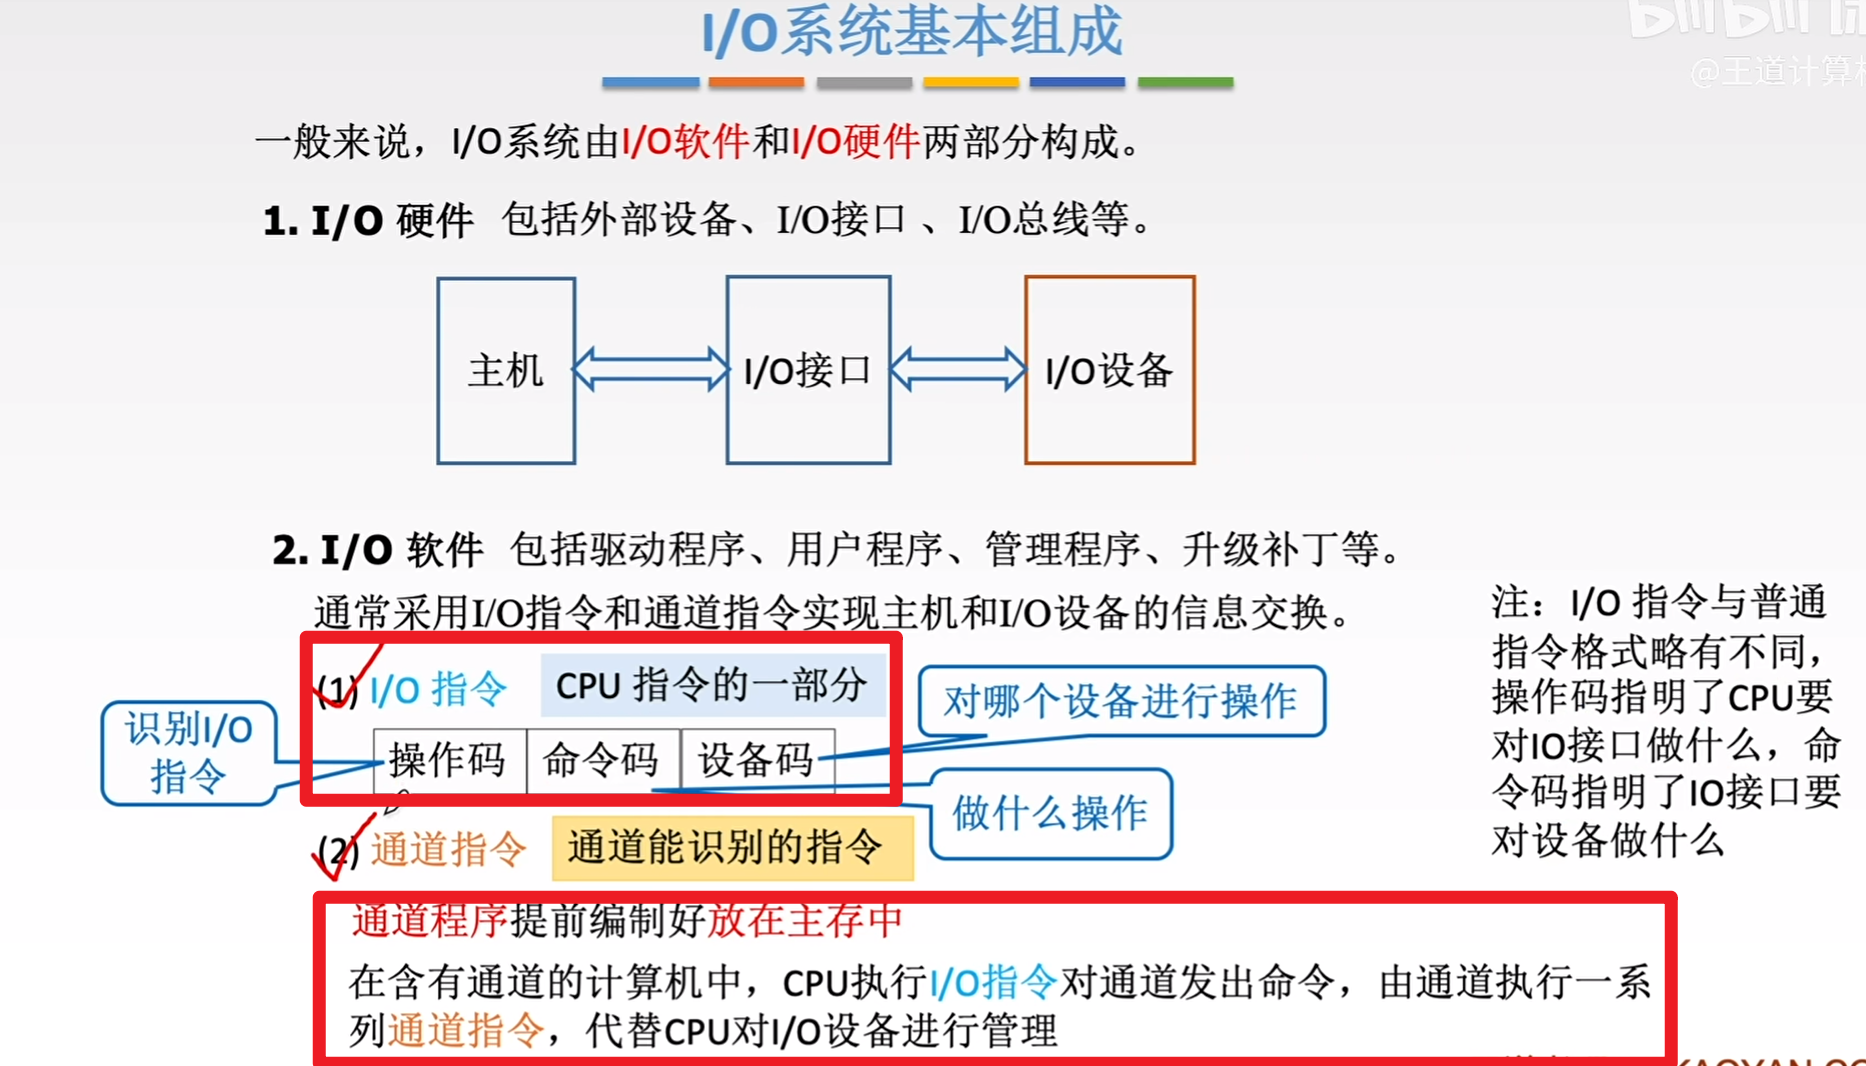 I/O系统基本组成
@王道计算机
一般来说，I/O系统由I/O软件和I/O硬件两部分构成。
1. I/O 硬件 包括外部设备、I/O接口 、I/O总线等。
主机
I/O接口
I/O设备
2. I/O 软件 包括驱动程序、用户程序、管理程序、升级补丁等。
通常采用I/O指令和通道指令实现主机和I/O设备的信息交换。
(1) I/O 指令 CPU 指令的一部分
对哪个设备进行操作
识别I/O
指令
操作码 命令码 设备码
做什么操作
(2) 通道指令 通道能识别的指令
注：I/O 指令与普通
指令格式略有不同，
操作码指明了CPU要
对IO接口做什么，命
令码指明了IO接口要
对设备做什么
通道程序提前编制好放在主存中
在含有通道的计算机中，CPU执行I/O指令对通道发出命令，由通道执行一系
列通道指令，代替CPU对I/O设备进行管理